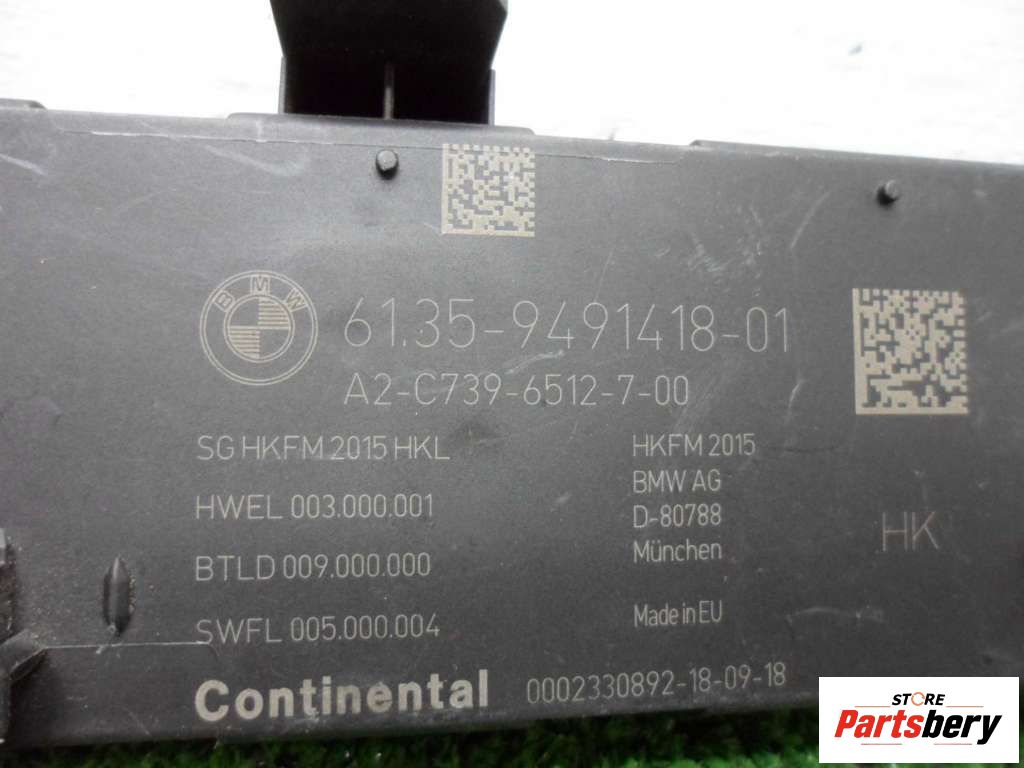 BMW
61.35-9491418-01
A2-C739-6512-7-00
SG HKFM 2015 HKL
HWEL 003.000.001
BTLD 009.000.000
SWFL 005.000.004
HKFM 2015
BMW AG
D-80788
München
Made in EU
HK
Continental
0002330892-18-09-18
STORE
Partsbery